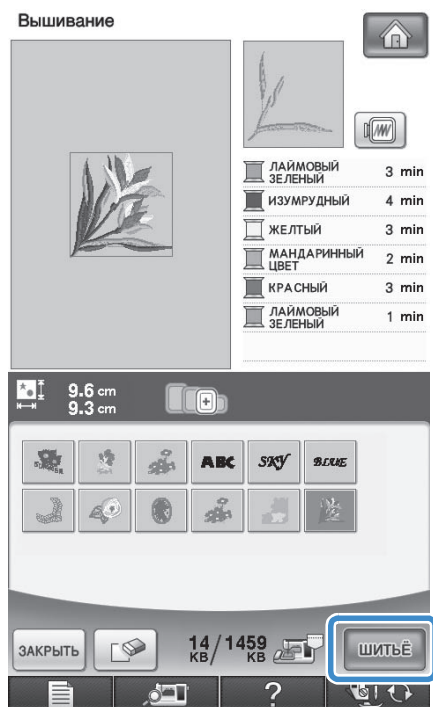 Вышивание
ЛАЙМОВЫЙ
ЗЕЛЕНЫЙ 3 min
ИЗУМРУДНЫЙ 4 min
ЖЕЛТЫЙ 3 min
МАНДАРИННЫЙ
ЦВЕТ 2 min
КРАСНЫЙ 3 min
ЛАЙМОВЫЙ
ЗЕЛЕНЫЙ 1 min
9.6 cm
9.3 cm
ABC SKY BLUE
ЗАКРЫТЬ 14/1459 ШИТЬЁ
KB KB
?